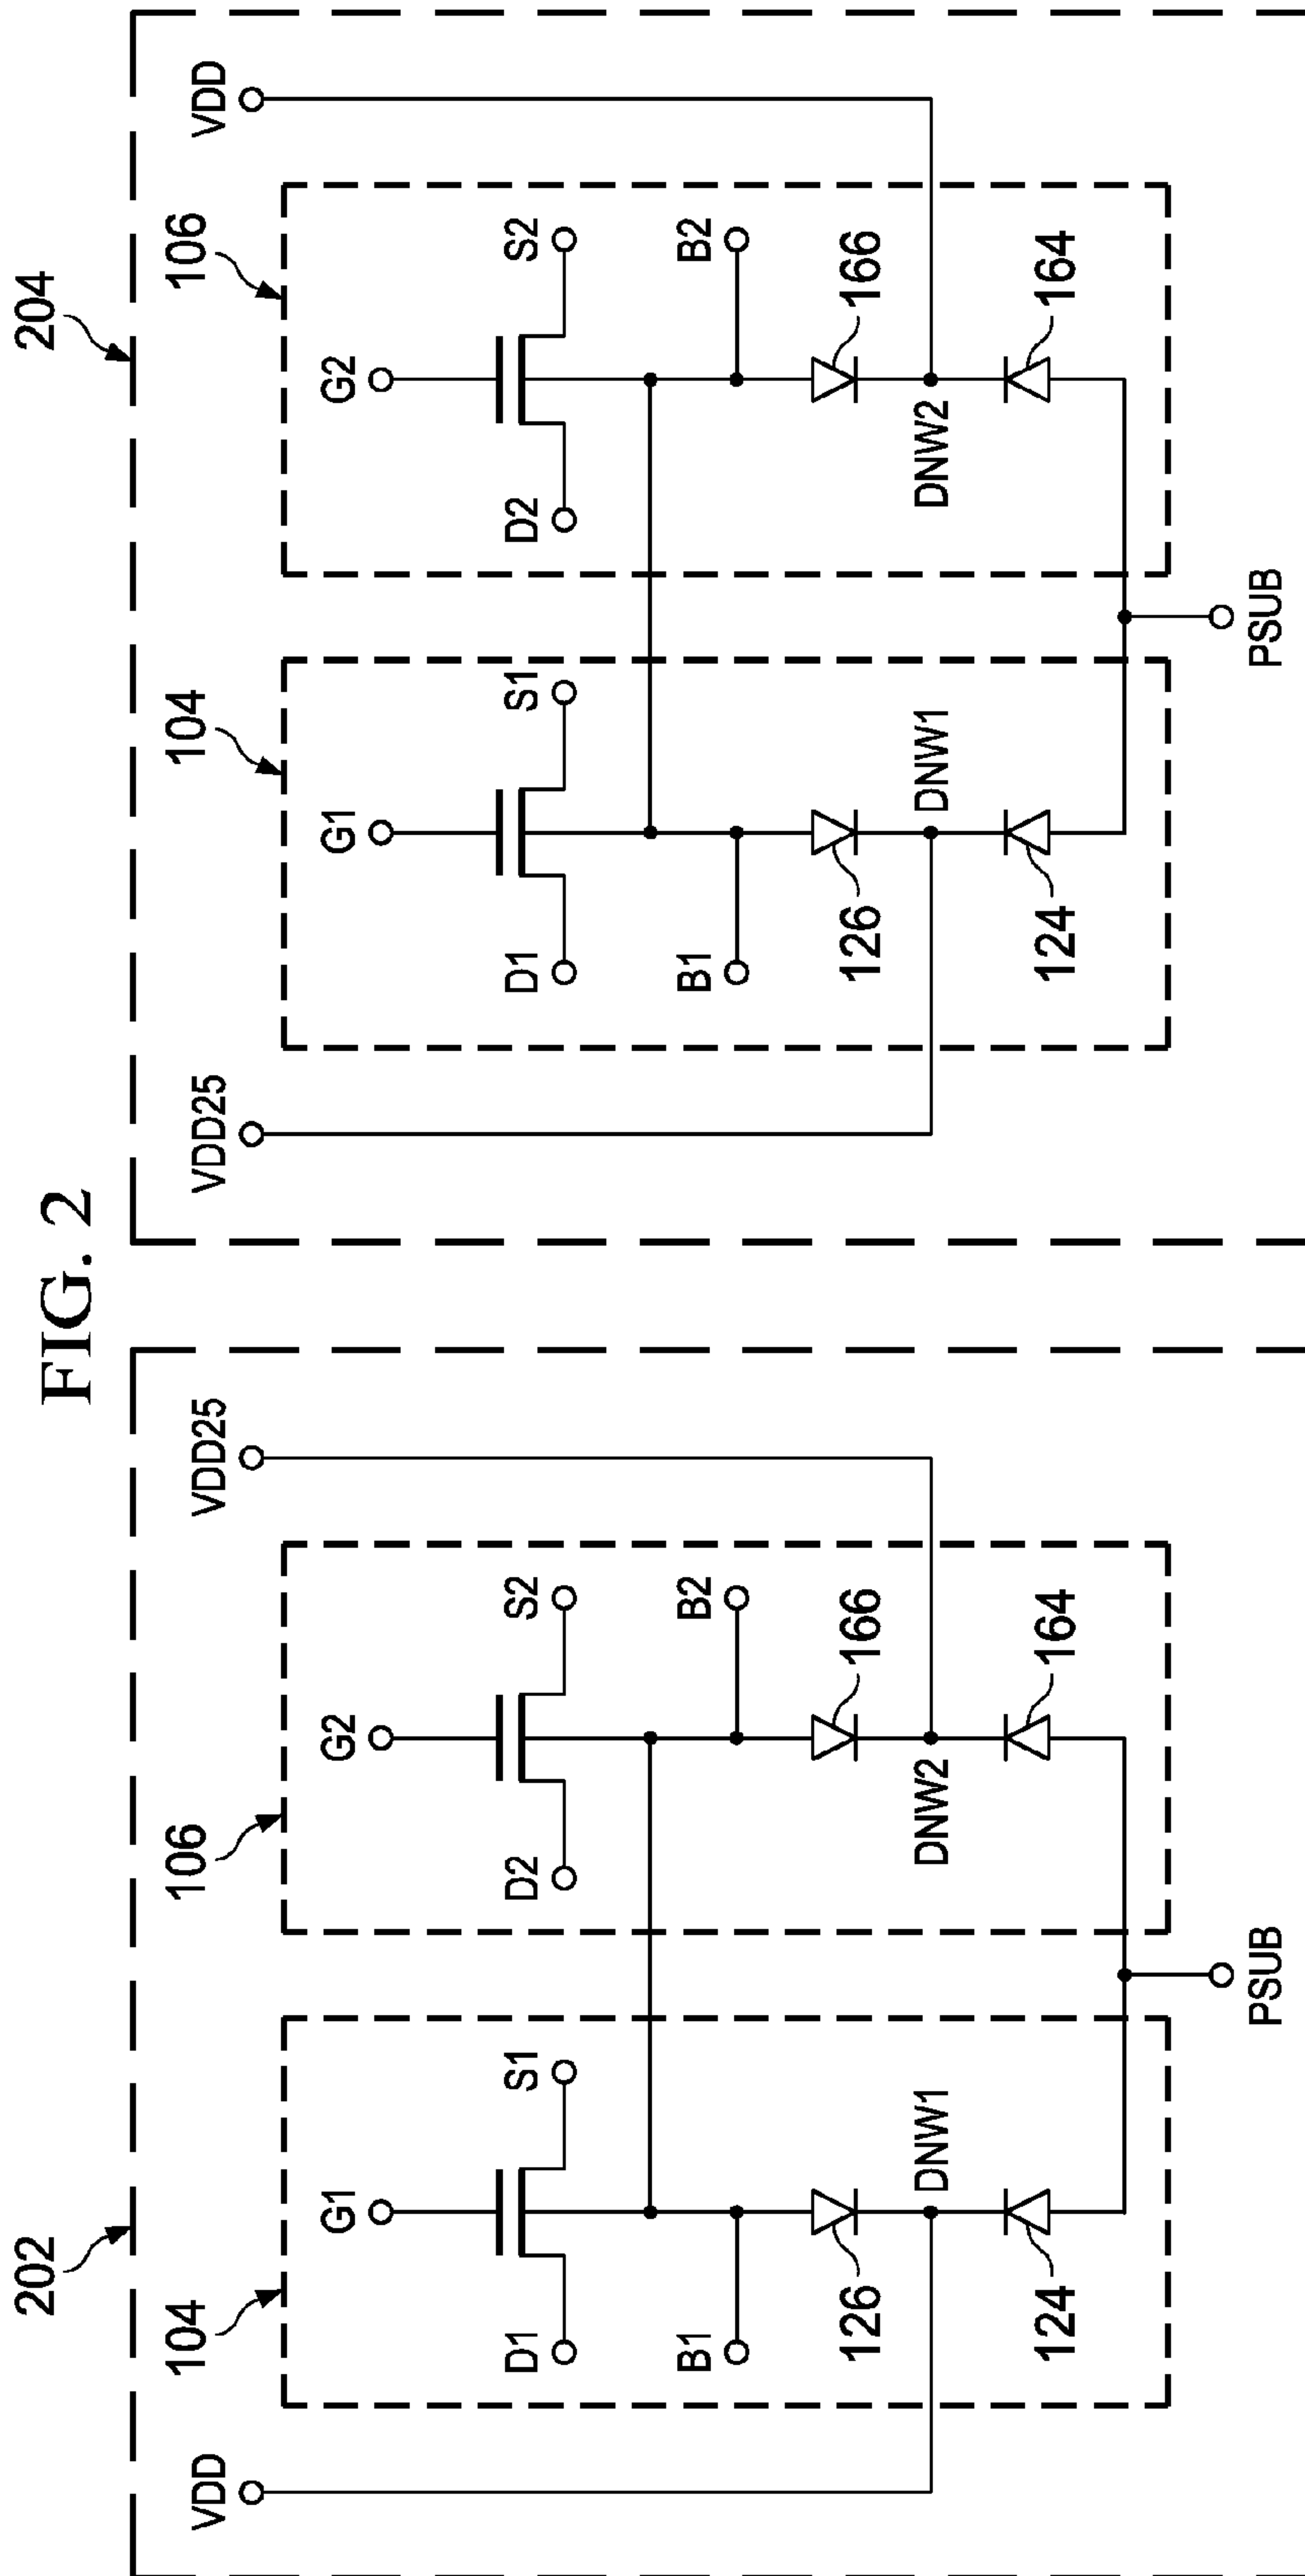 FIG. 2
202
104
106
VDD
VDD25
G1
G2
D1
S1
D2
S2
B1
B2
126
DNW1
DNW2
166
124
164
PSUB
204
104
106
VDD25
VDD
G1
G2
D1
S1
D2
S2
B1
B2
126
DNW1
DNW2
166
124
164
PSUB